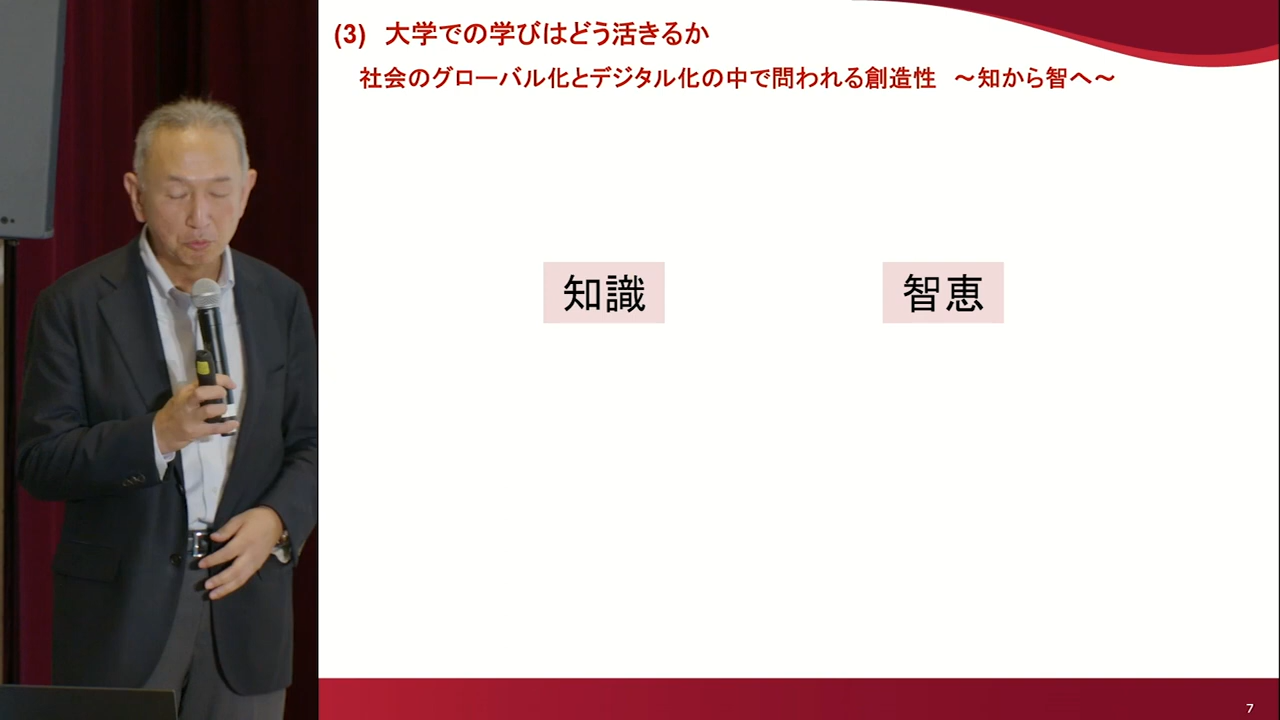 (3) 大学での学びはどう活きるか
社会のグローバル化とデジタル化の中で問われる創造性 ～知から智へ～
知識
智恵
7